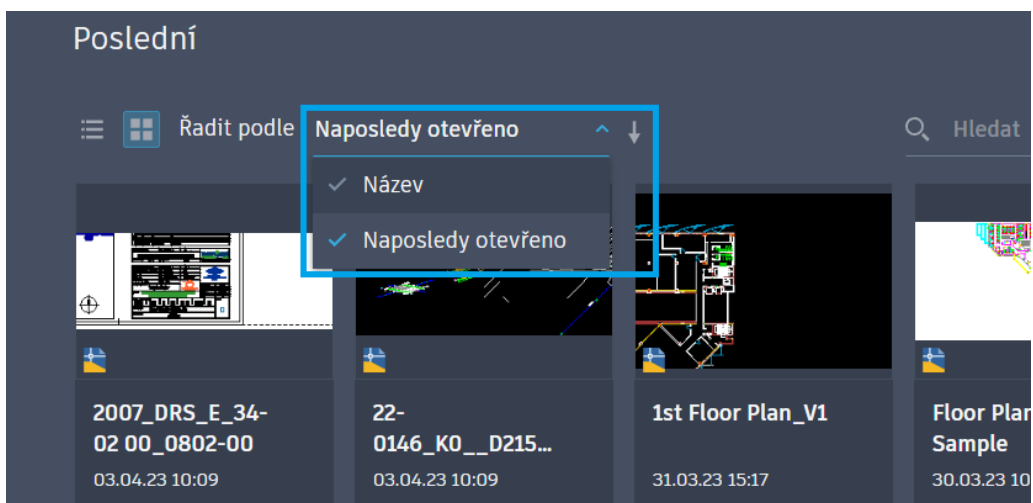 Poslední
Řadit podle Naposledy otevřeno Hledat
Název
Naposledy otevřeno
2007_DRS_E_34-
02 00_0802-00
03.04.23 10:09
22-
0146_K0__D215...
03.04.23 10:09
1st Floor Plan_V1
31.03.23 15:17
Floor Plan
Sample
30.03.23 10